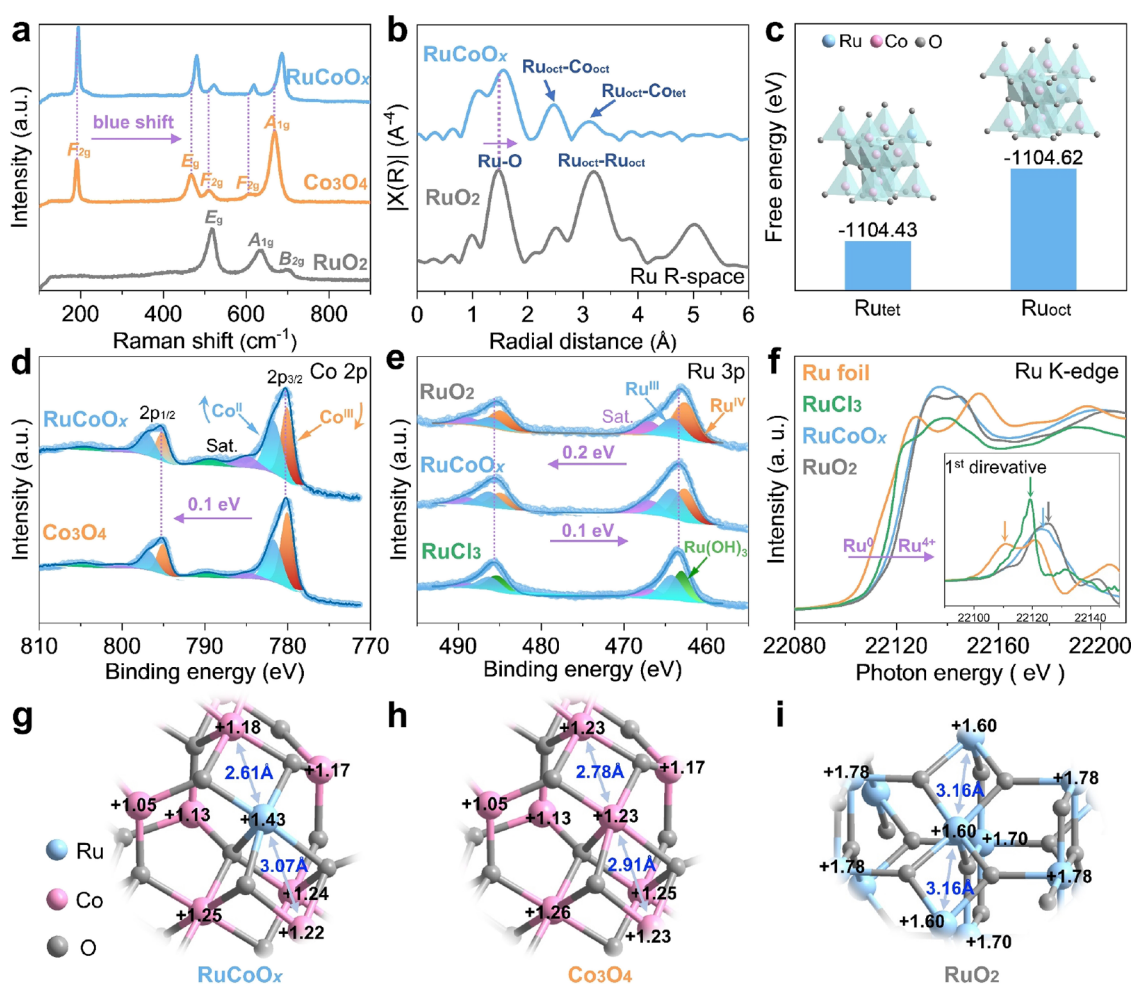 a
RuCoOx
blue shift
F2g
Eg
F2g
F2g
A1g
Co3O4
Eg
A1g
B2g
RuO2
Intensity (a.u.)
200 400 600 800
Raman shift (cm-1)
b
RuCoOx
Ruoct-Cooct
Ruoct-Cotet
Ru-O
Ruoct-Ruoct
RuO2
Ru R-space
|X(R)| (A-4)
0 1 2 3 4 5 6
Radial distance (Å)
c
Ru Co O
-1104.43
-1104.62
Free energy (eV)
Rutet Ruoct
d
Co 2p
2p3/2
2p1/2
CoII
CoIII
RuCoOx
Sat.
0.1 eV
Co3O4
Intensity (a.u.)
810 800 790 780 770
Binding energy (eV)
e
Ru 3p
RuO2
RuIII
RuIV
Sat.
0.2 eV
RuCoOx
0.1 eV
RuCl3
Ru(OH)3
Intensity (a.u.)
490 480 470 460
Binding energy (eV)
f
Ru K-edge
Ru foil
RuCl3
RuCoOx
RuO2
1st direvative
Ru0
Ru4+
22100 22120 22140
Intensity (a. u.)
22080 22120 22160 22200
Photon energy ( eV )
g
+1.18
+1.17
2.61Å
+1.05
+1.13
+1.43
3.07Å
+1.24
+1.25
+1.22
Ru
Co
O
RuCoOx
h
+1.23
+1.17
2.78Å
+1.05
+1.13
+1.23
2.91Å
+1.25
+1.26
+1.23
Co3O4
i
+1.60
+1.78
+1.78
3.16Å
+1.60
+1.70
+1.78
+1.78
3.16Å
+1.60
+1.70
RuO2